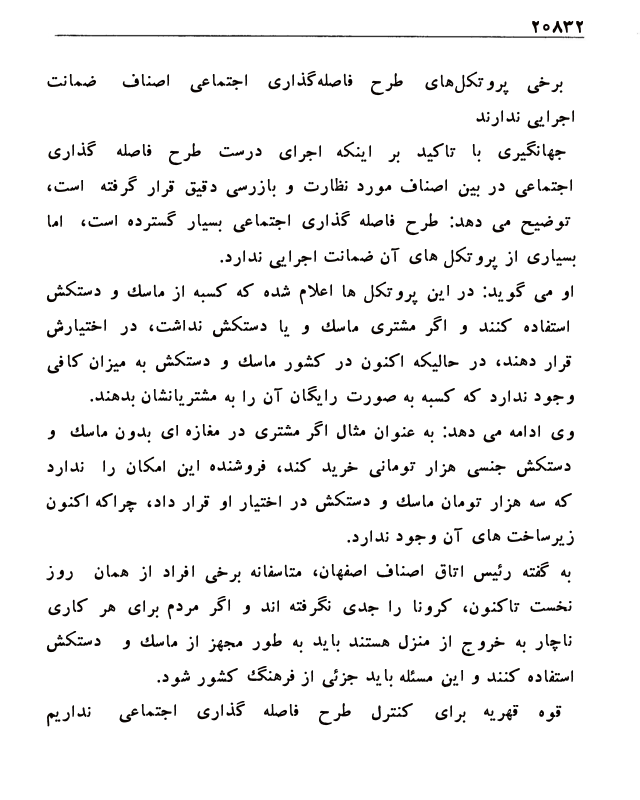 ۲۰۸۳۲
برخی پروتکل‌های طرح فاصله‌گذاری اجتماعی اصناف ضمانت
اجرایی ندارند
جهانگیری با تاکید بر اینکه اجرای درست طرح فاصله گذاری
اجتماعی در بین اصناف مورد نظارت و بازرسی دقیق قرار گرفته است،
توضیح می دهد: طرح فاصله گذاری اجتماعی بسیار گسترده است، اما
بسیاری از پروتکل های آن ضمانت اجرایی ندارد.
او می گوید: در این پروتکل ها اعلام شده که کسبه از ماسک و دستکش
استفاده کنند و اگر مشتری ماسک و یا دستکش نداشت، در اختیارش
قرار دهند، در حالیکه اکنون در کشور ماسک و دستکش به میزان کافی
وجود ندارد که کسبه به صورت رایگان آن را به مشتریانشان بدهند.
وی ادامه می دهد: به عنوان مثال اگر مشتری در مغازه ای بدون ماسک و
دستکش جنسی هزار تومانی خرید کند، فروشنده این امکان را ندارد
که سه هزار تومان ماسک و دستکش در اختیار او قرار داد، چراکه اکنون
زیرساخت های آن وجود ندارد.
به گفته رئیس اتاق اصناف اصفهان، متاسفانه برخی افراد از همان روز
نخست تاکنون، کرونا را جدی نگرفته اند و اگر مردم برای هر کاری
ناچار به خروج از منزل هستند باید به طور مجهز از ماسک و دستکش
استفاده کنند و این مسئله باید جزئی از فرهنگ کشور شود.
قوه قهریه برای کنترل طرح فاصله گذاری اجتماعی نداریم